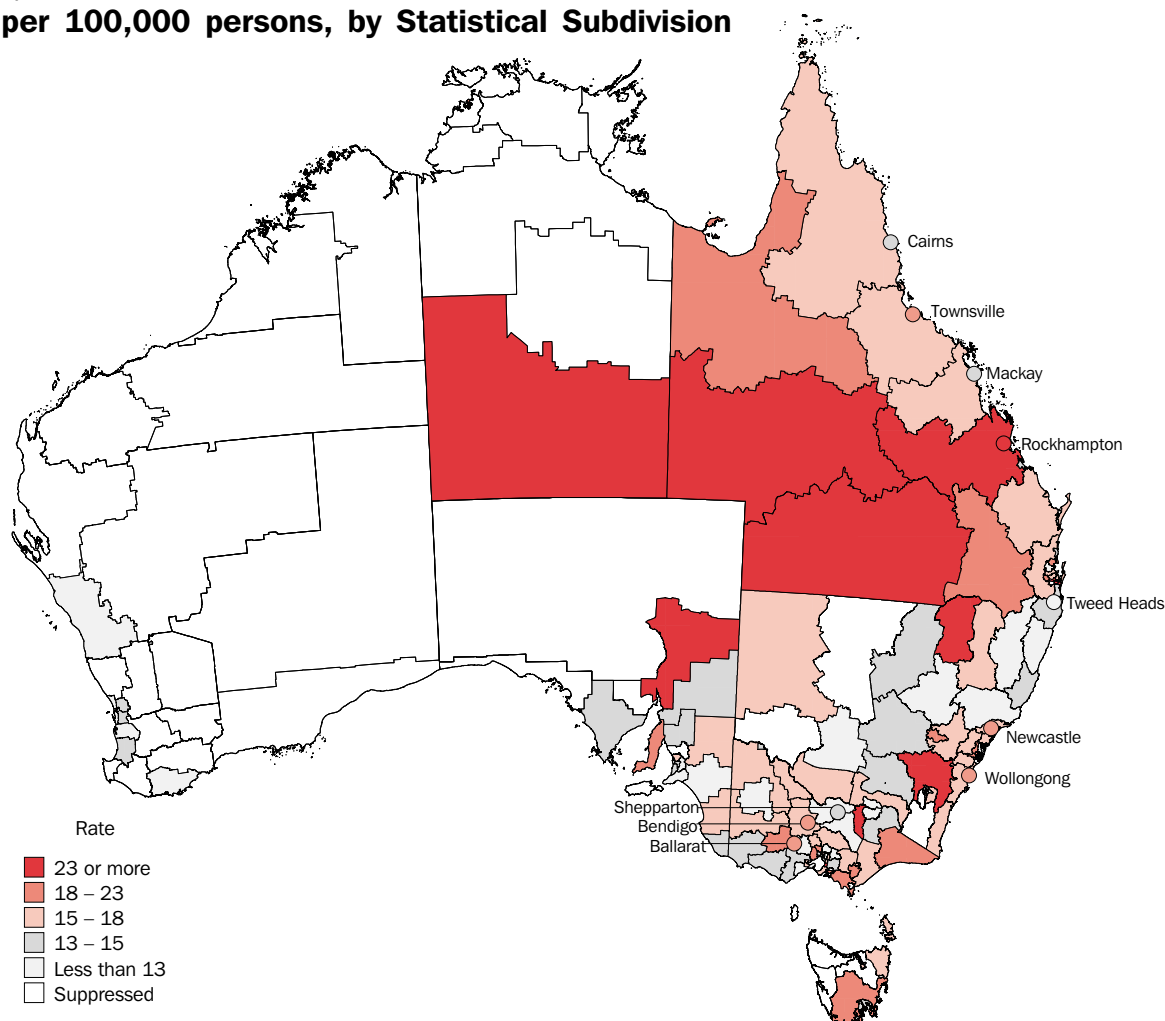 per 100,000 persons, by Statistical Subdivision
Cairns
Townsville
Mackay
Rockhampton
Tweed Heads
Newcastle
Wollongong
Shepparton
Bendigo
Ballarat
Rate
23 or more
18 – 23
15 – 18
13 – 15
Less than 13
Suppressed